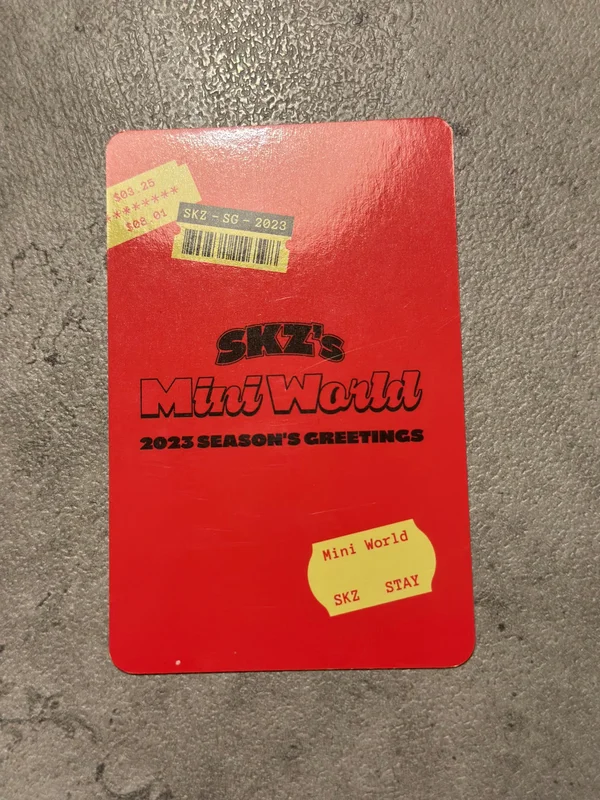 $03.25
*******
$08.01
SKZ - SG - 2023
SKZ's
Mini World
2023 SEASON'S GREETINGS
Mini World
SKZ STAY